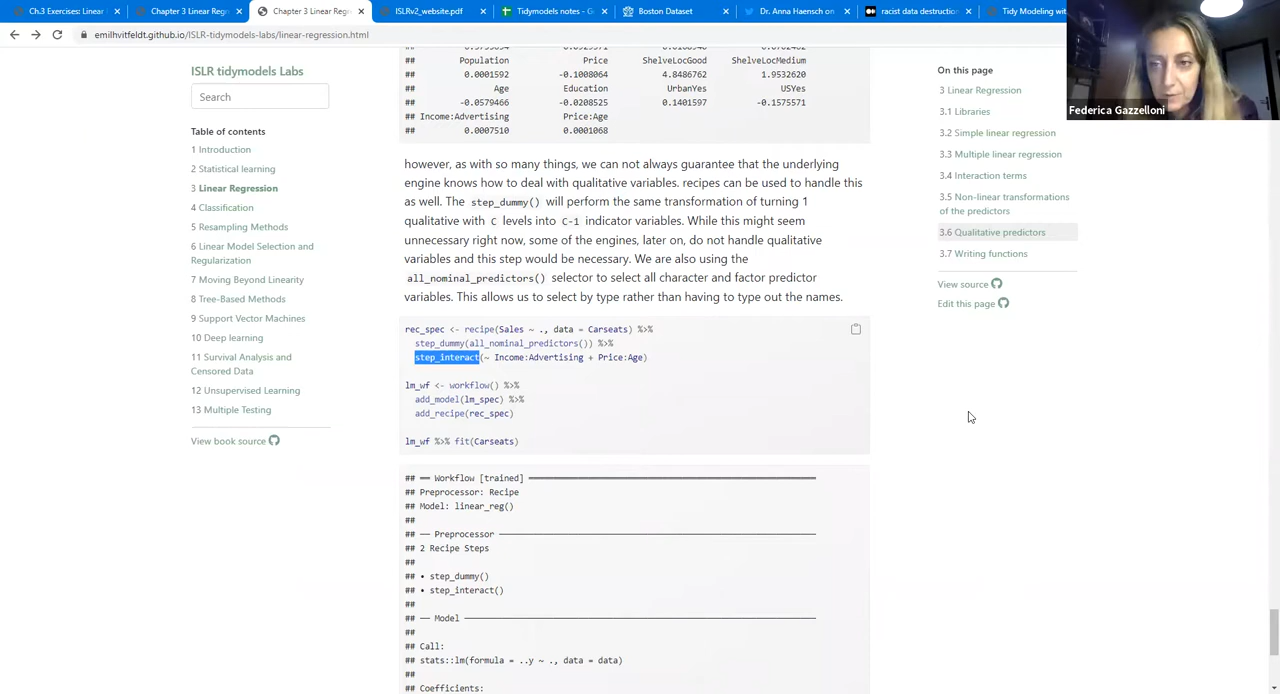 Ch.3 Exercises: Linear
Chapter 3 Linear Regr
Chapter 3 Linear Regr
ISLRv2_website.pdf
Tidymodels notes - G
Boston Dataset
Dr. Anna Haensch on
racist data destruction
Tidy Modeling wit
emilhvitfeldt.github.io/ISLR-tidymodels-labs/linear-regression.html
Federica Gazzelloni
ISLR tidymodels Labs
Search
Table of contents
1 Introduction
2 Statistical learning
3 Linear Regression
4 Classification
5 Resampling Methods
6 Linear Model Selection and
Regularization
7 Moving Beyond Linearity
8 Tree-Based Methods
9 Support Vector Machines
10 Deep learning
11 Survival Analysis and
Censored Data
12 Unsupervised Learning
13 Multiple Testing
View book source
## Population Price ShelveLocGood ShelveLocMedium
## 0.0001592 -0.1008064 4.8486762 1.9532620
## Age Education UrbanYes USYes
## -0.0579466 -0.0208525 0.1401597 -0.1575571
## Income:Advertising Price:Age
## 0.0007510 0.0001068
however, as with so many things, we can not always guarantee that the underlying
engine knows how to deal with qualitative variables. recipes can be used to handle this
as well. The step_dummy() will perform the same transformation of turning 1
qualitative with C levels into C-1 indicator variables. While this might seem
unnecessary right now, some of the engines, later on, do not handle qualitative
variables and this step would be necessary. We are also using the
all_nominal_predictors() selector to select all character and factor predictor
variables. This allows us to select by type rather than having to type out the names.
rec_spec <- recipe(Sales ~ ., data = Carseats) %>%
step_dummy(all_nominal_predictors()) %>%
step_interact(~ Income:Advertising + Price:Age)
lm_wf <- workflow() %>%
add_model(lm_spec) %>%
add_recipe(rec_spec)
lm_wf %>% fit(Carseats)
## ══ Workflow [trained] ══════════
## Preprocessor: Recipe
## Model: linear_reg()
##
## ── Preprocessor ──────────
## 2 Recipe Steps
##
## • step_dummy()
## • step_interact()
##
## ── Model ──────────
##
## Call:
## stats::lm(formula = ..y ~ ., data = data)
##
## Coefficients:
On this page
3 Linear Regression
3.1 Libraries
3.2 Simple linear regression
3.3 Multiple linear regression
3.4 Interaction terms
3.5 Non-linear transformations
of the predictors
3.6 Qualitative predictors
3.7 Writing functions
View source
Edit this page